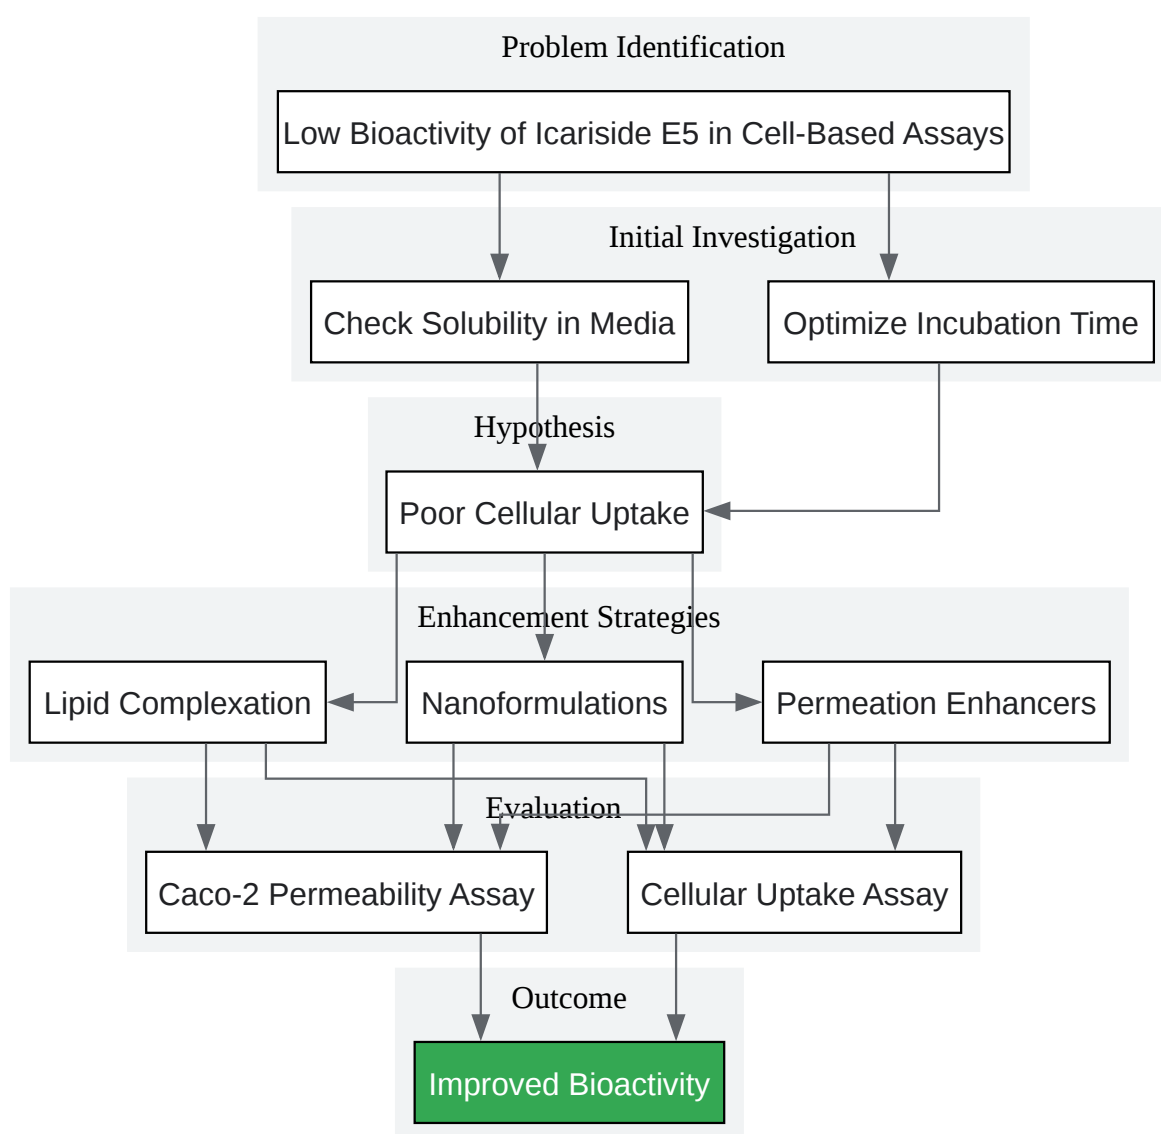 Problem Identification
Low Bioactivity of Icariside E5 in Cell-Based Assays
Initial Investigation
Check Solubility in Media
Optimize Incubation Time
Hypothesis
Poor Cellular Uptake
Enhancement Strategies
Lipid Complexation
Nanoformulations
Permeation Enhancers
Evaluation
Caco-2 Permeability Assay
Cellular Uptake Assay
Outcome
Improved Bioactivity